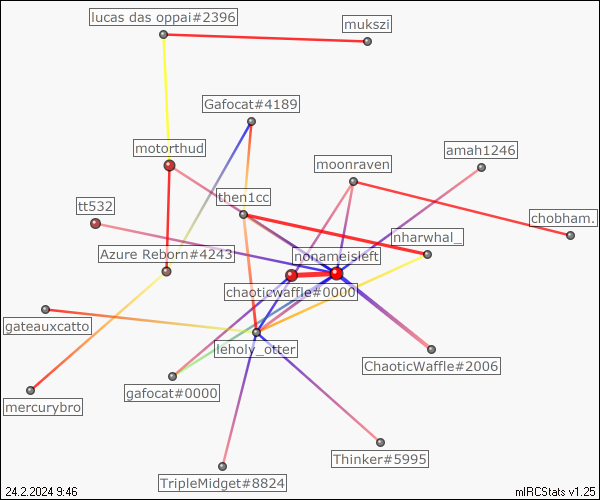 lucas das oppai#2396
mukszi
Gafocat#4189
motorthud
amah1246
moonraven
then1cc
tt532
chobham.
nharwhal_
Azure Reborn#4243
nonameisleft
chaoticwaffle#0000
gateauxcatto
leholy_otter
ChaoticWaffle#2006
gafocat#0000
mercurybro
Thinker#5995
TripleMidget#8824
24.2.2024 9:46
mIRCStats v1.25